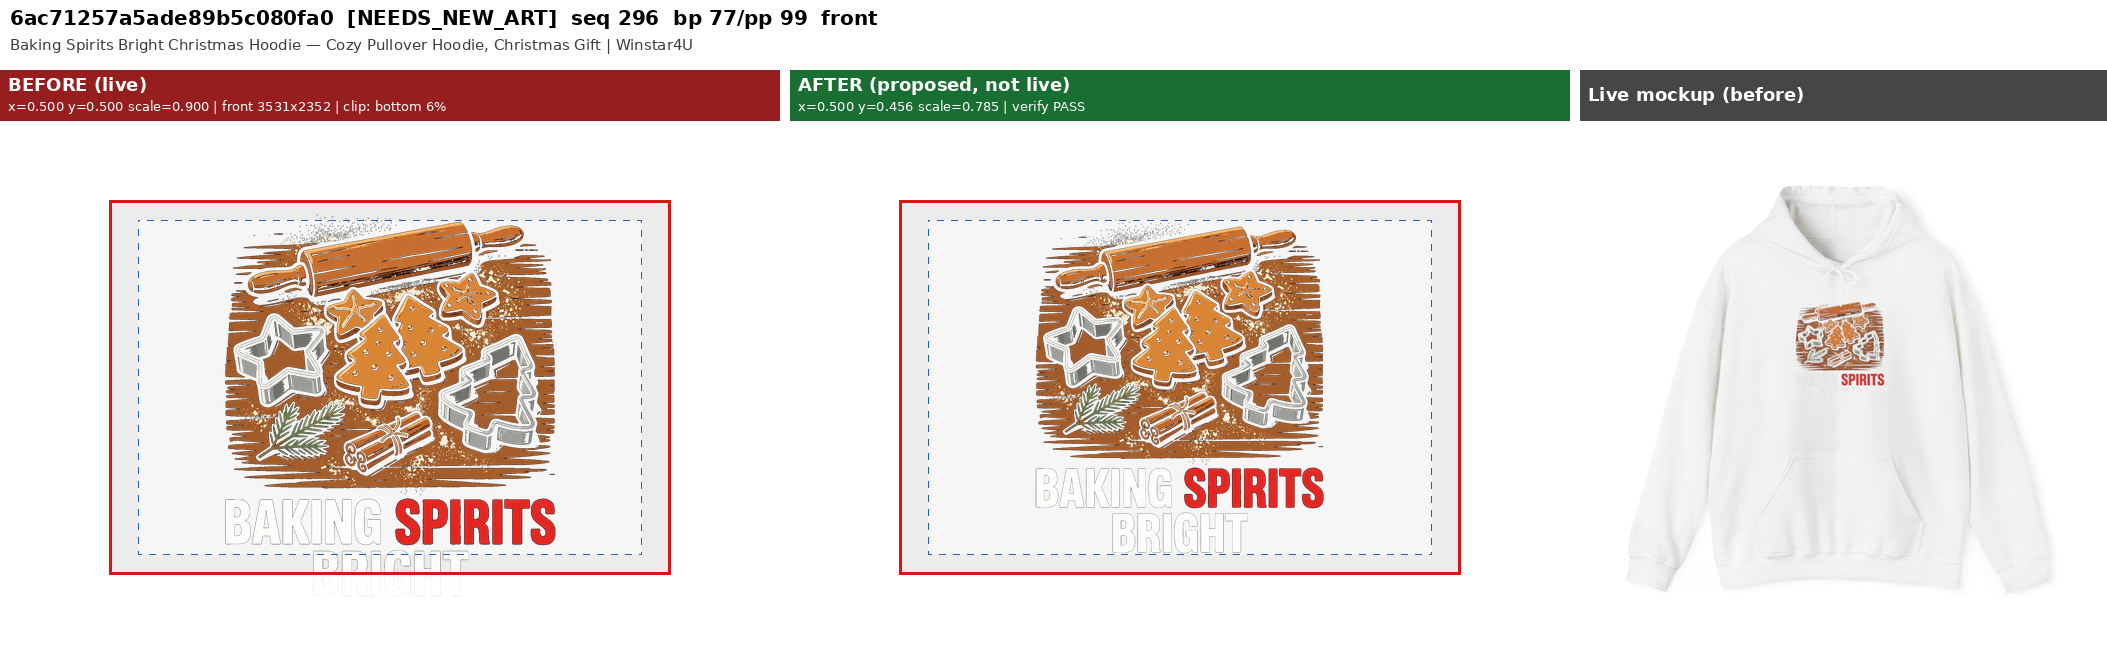 6ac71257a5ade89b5c080fa0 [NEEDS_NEW_ART] seq 296 bp 77/pp 99 front
Baking Spirits Bright Christmas Hoodie — Cozy Pullover Hoodie, Christmas Gift | Winstar4U
BEFORE (live)
x=0.500 y=0.500 scale=0.900 | front 3531x2352 | clip: bottom 6%
AFTER (proposed, not live)
x=0.500 y=0.456 scale=0.785 | verify PASS
Live mockup (before)
BAKING SPIRITS
BRIGHT
BAKING SPIRITS
BRIGHT
BAKING SPIRITS